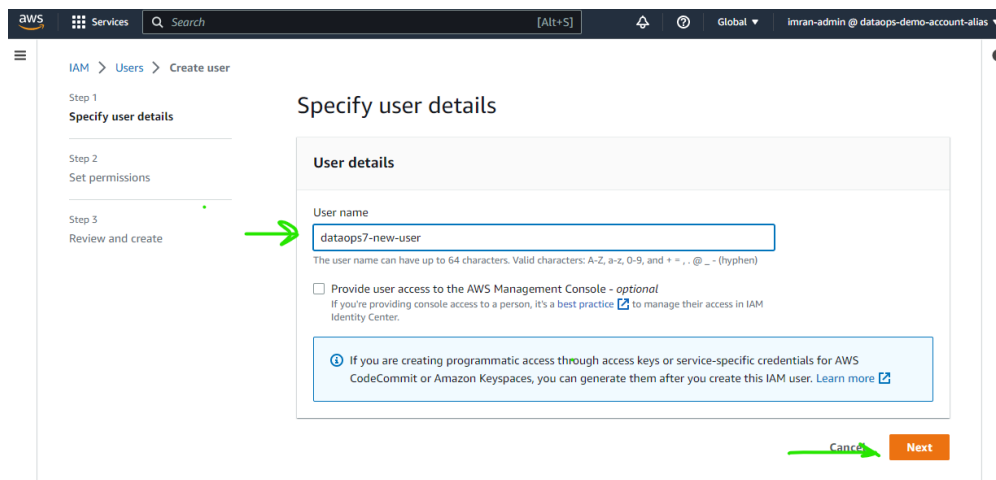 aws Services Search [Alt+S] Global ▼ imran-admin @ dataops-demo-account-alias ▼
IAM > Users > Create user
Step 1
Specify user details
Step 2
Set permissions
Step 3
Review and create
Specify user details
User details
User name
dataops7-new-user
The user name can have up to 64 characters. Valid characters: A-Z, a-z, 0-9, and + = , . @ _ - (hyphen)
Provide user access to the AWS Management Console - optional
If you're providing console access to a person, it's a best practice to manage their access in IAM
Identity Center.
If you are creating programmatic access through access keys or service-specific credentials for AWS
CodeCommit or Amazon Keyspaces, you can generate them after you create this IAM user. Learn more
Cancel Next